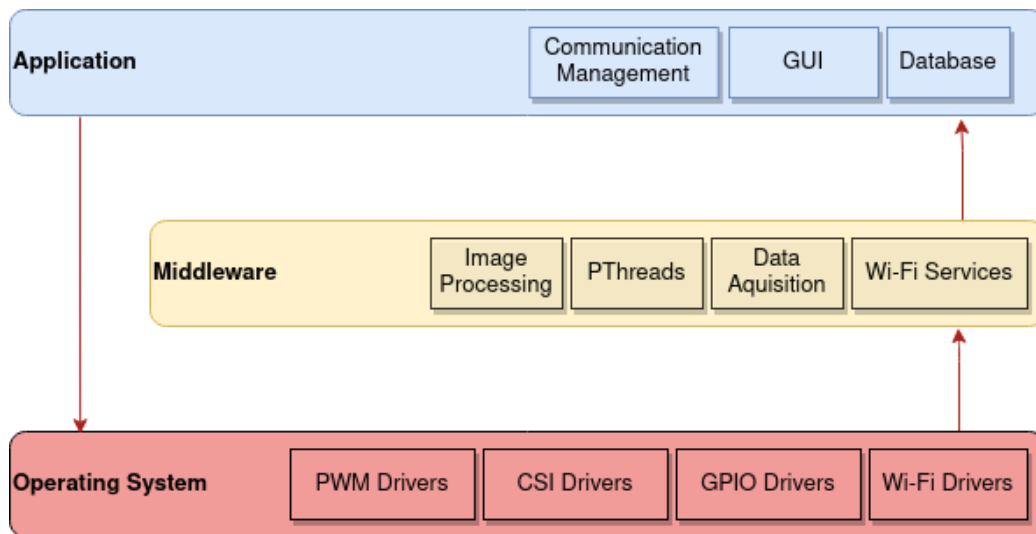 Application
Communication
Management
GUI
Database
Middleware
Image
Processing
PThreads
Data
Aquisition
Wi-Fi Services
Operating System
PWM Drivers
CSI Drivers
GPIO Drivers
Wi-Fi Drivers